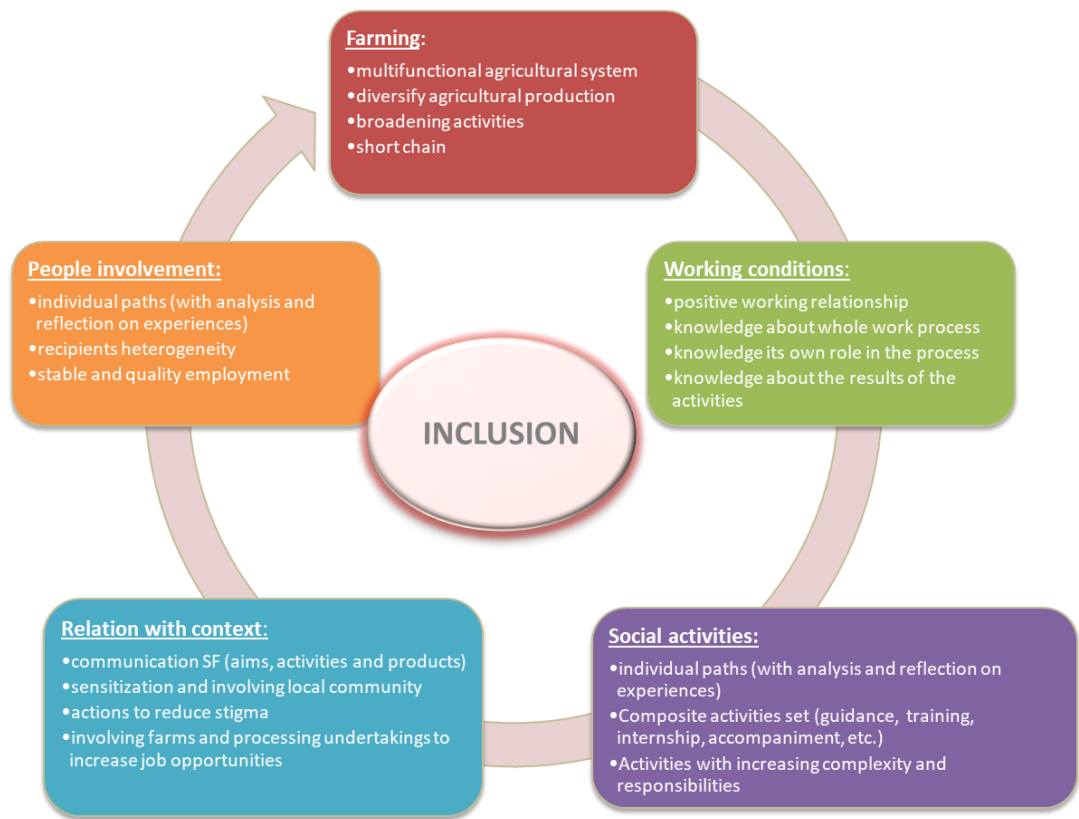 Farming:
•multifunctional agricultural system
•diversify agricultural production
•broadening activities
•short chain
People involvement:
•individual paths (with analysis and
reflection on experiences)
•recipients heterogeneity
•stable and quality employment
Working conditions:
•positive working relationship
•knowledge about whole work process
•knowledge its own role in the process
•knowledge about the results of the
activities
INCLUSION
Relation with context:
•communication SF (aims, activities and products)
•sensitization and involving local community
•actions to reduce stigma
•involving farms and processing undertakings to
increase job opportunities
Social activities:
•individual paths (with analysis and reflection on
experiences)
•Composite activities set (guidance, training,
internship, accompaniment, etc.)
•Activities with increasing complexity and
responsibilities